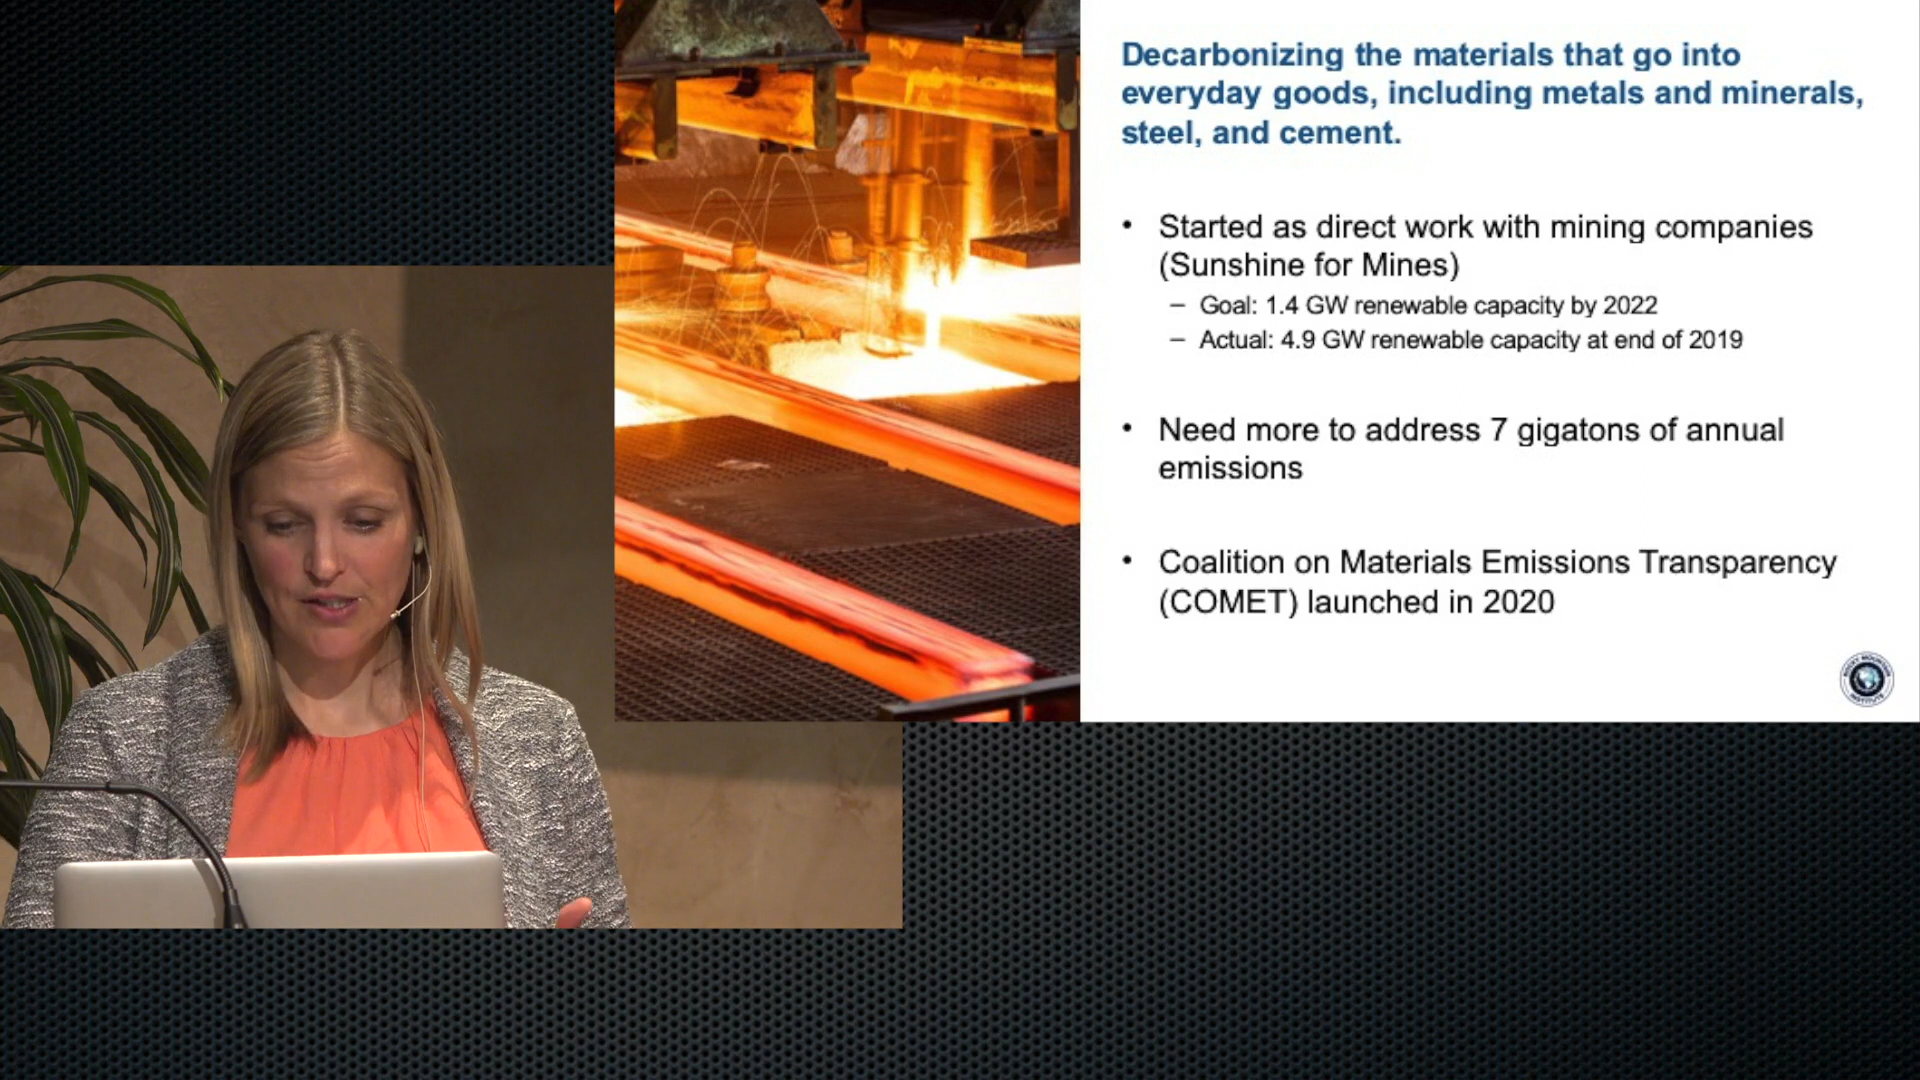 Decarbonizing the materials that go into
everyday goods, including metals and minerals,
steel, and cement.
• Started as direct work with mining companies
(Sunshine for Mines)
– Goal: 1.4 GW renewable capacity by 2022
– Actual: 4.9 GW renewable capacity at end of 2019
• Need more to address 7 gigatons of annual
emissions
• Coalition on Materials Emissions Transparency
(COMET) launched in 2020
ROCKY MOUNTAIN
INSTITUTE